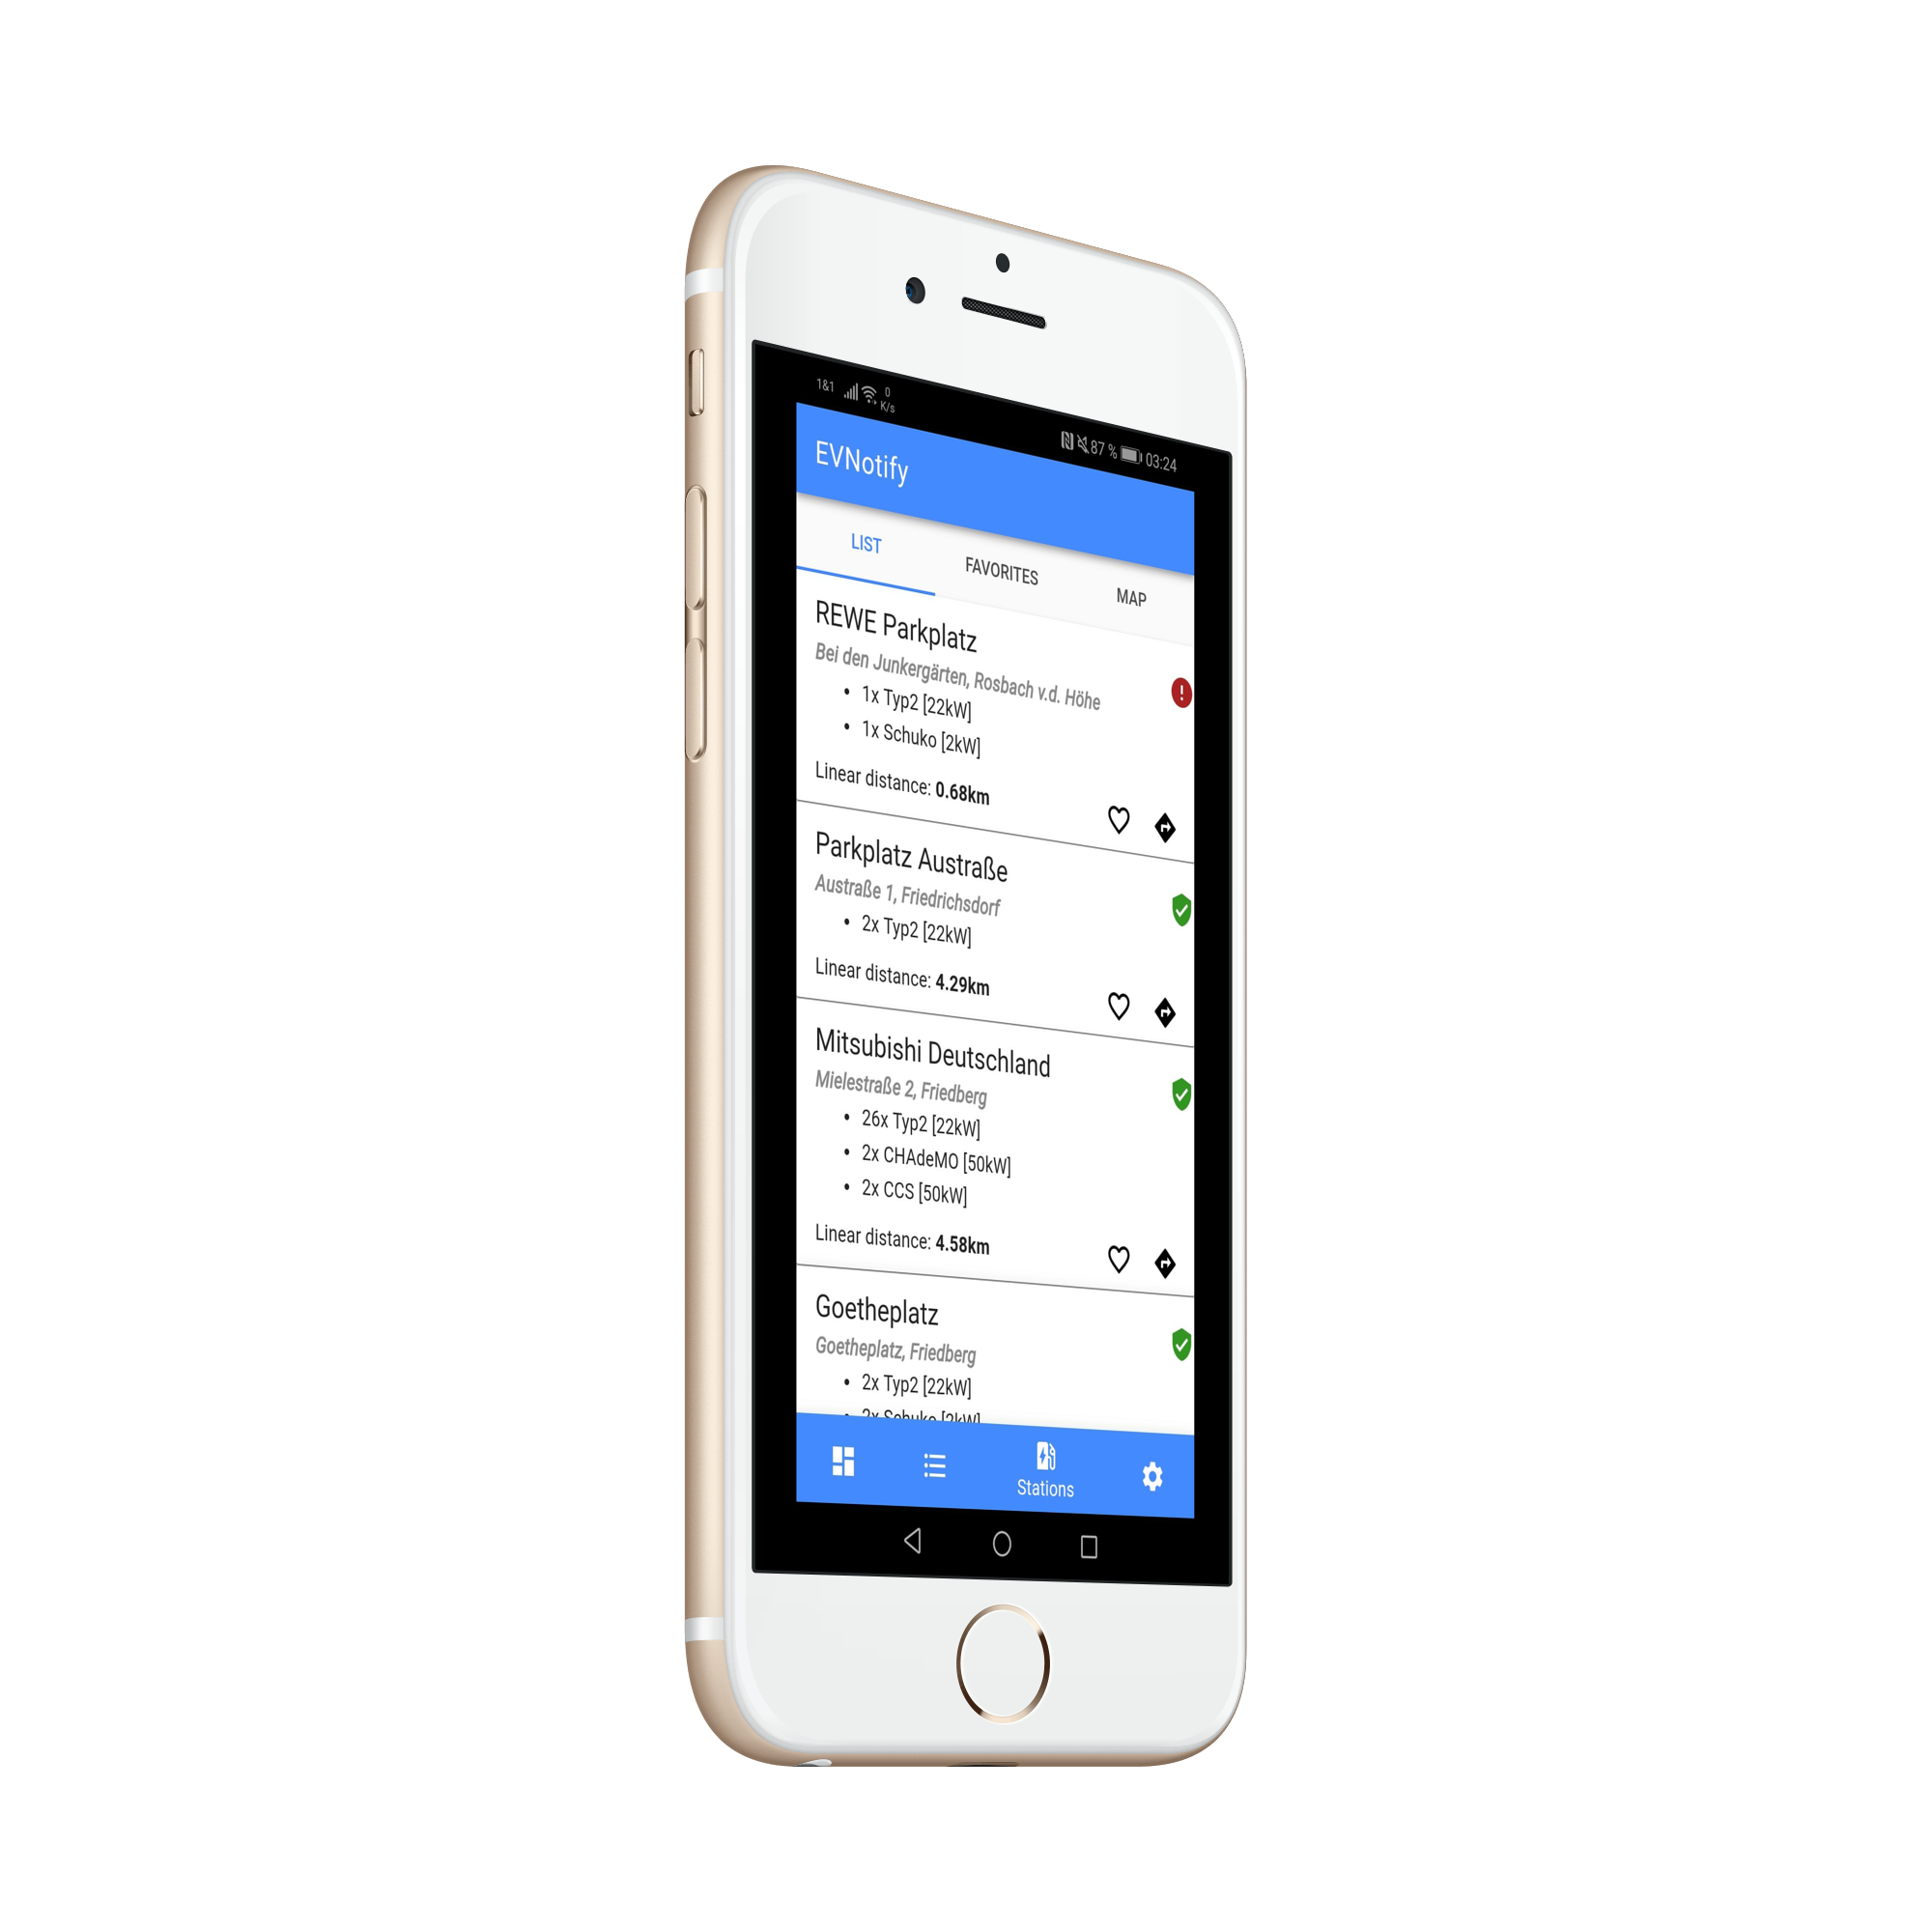 1&1 0 K/s 87 % 03:24
EVNotify
LIST FAVORITES MAP
REWE Parkplatz
Bei den Junkergärten, Rosbach v.d. Höhe
• 1x Typ2 [22kW]
• 1x Schuko [2kW]
Linear distance: 0.68km
Parkplatz Austraße
Austraße 1, Friedrichsdorf
• 2x Typ2 [22kW]
Linear distance: 4.29km
Mitsubishi Deutschland
Mielestraße 2, Friedberg
• 26x Typ2 [22kW]
• 2x CHAdeMO [50kW]
• 2x CCS [50kW]
Linear distance: 4.58km
Goetheplatz
Goetheplatz, Friedberg
• 2x Typ2 [22kW]
• 2x Schuko [2kW]
Stations